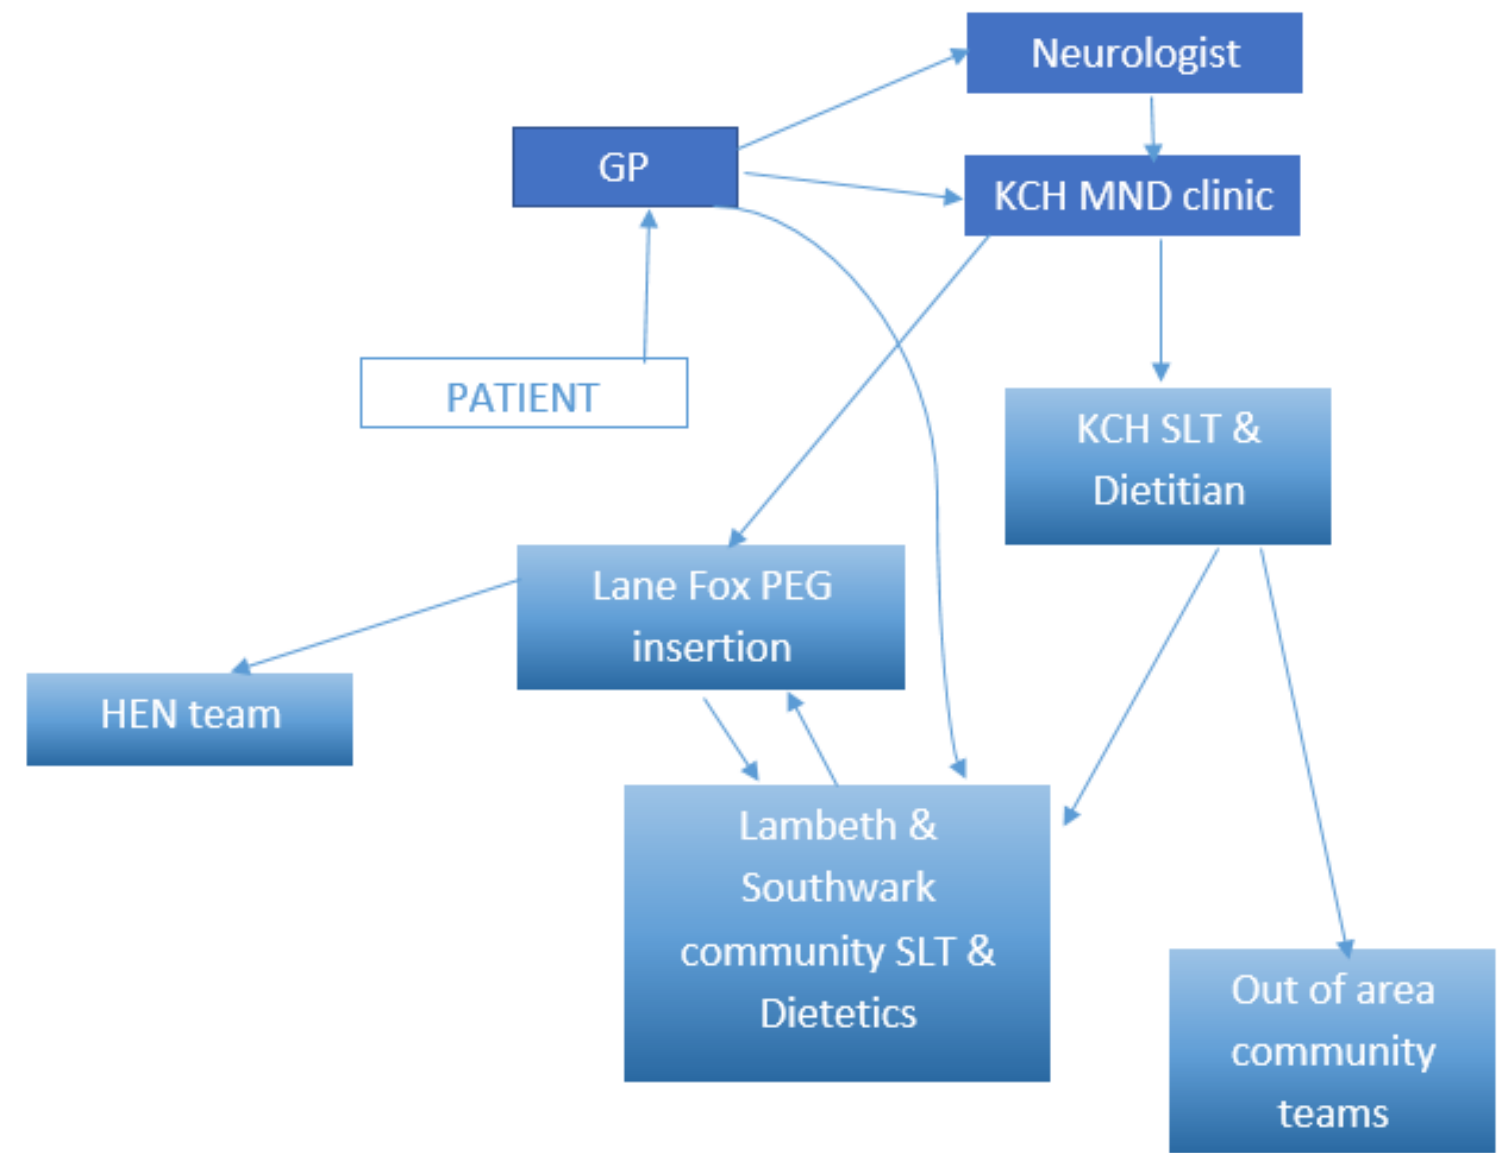 Neurologist
GP
KCH MND clinic
PATIENT
KCH SLT &
Dietitian
Lane Fox PEG
insertion
HEN team
Lambeth &
Southwark
community SLT &
Dietetics
Out of area
community
teams